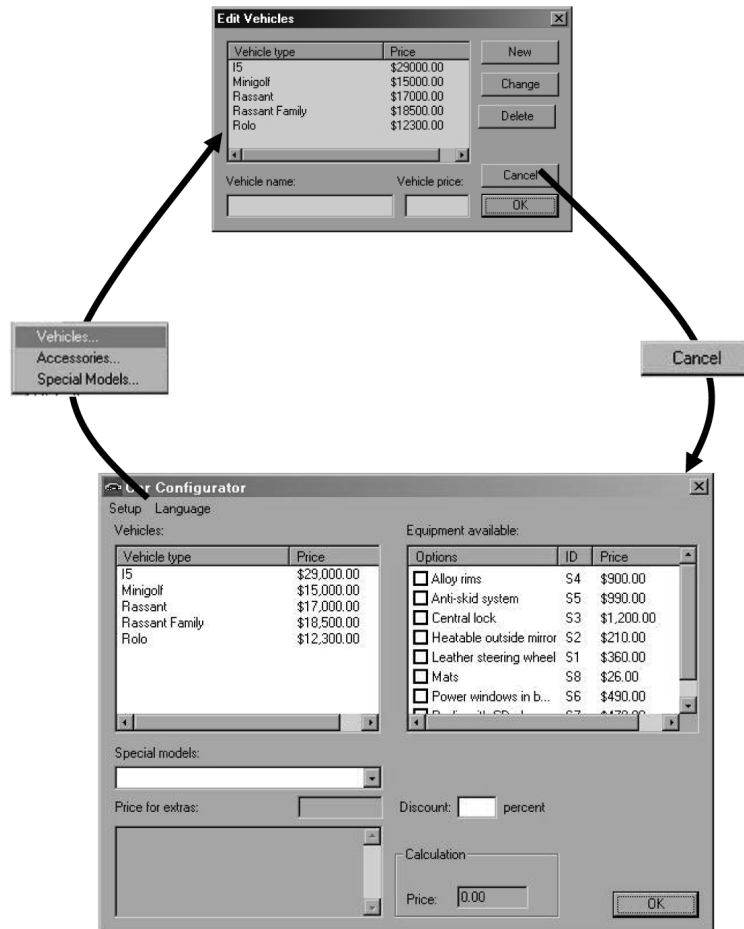 Edit Vehicles
Vehicle type Price
I5 $29000.00
Minigolf $15000.00
Rassant $17000.00
Rassant Family $18500.00
Rolo $12300.00
New
Change
Delete
Cancel
OK
Vehicle name: Vehicle price:
Vehicles...
Accessories...
Special Models...
Cancel
Car Configurator
Setup Language
Vehicles:
Vehicle type Price
I5 $29,000.00
Minigolf $15,000.00
Rassant $17,000.00
Rassant Family $18,500.00
Rolo $12,300.00
Equipment available:
Options ID Price
Alloy rims S4 $900.00
Anti-skid system S5 $990.00
Central lock S3 $1,200.00
Heatable outside mirror S2 $210.00
Leather steering wheel S1 $360.00
Mats S8 $26.00
Power windows in b... S6 $490.00
Special models:
Price for extras:
Discount: percent
Calculation
Price: 0.00
OK